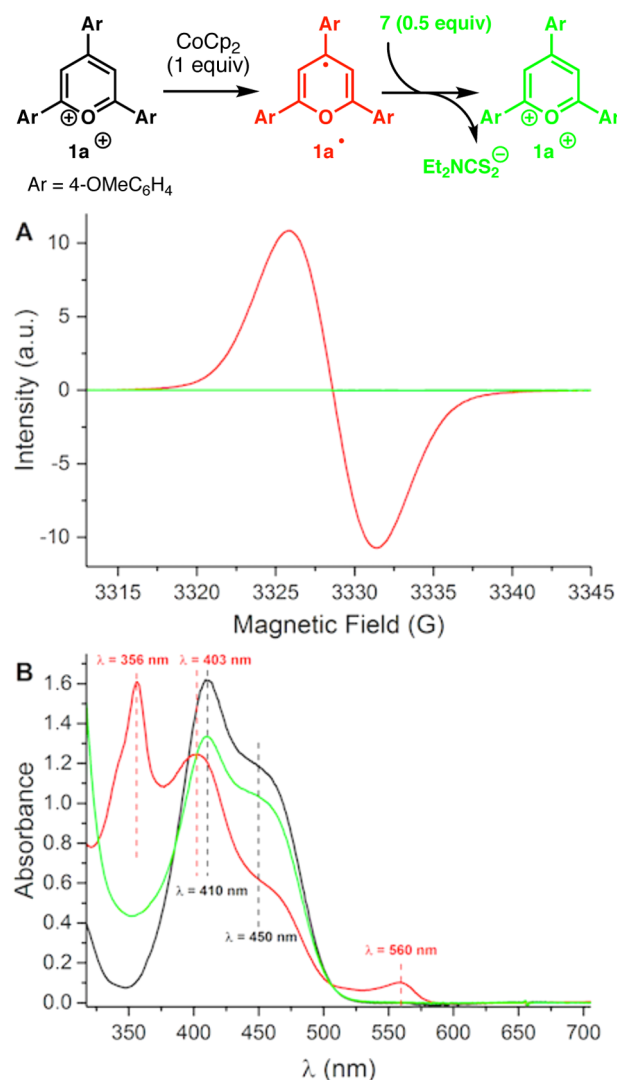 Ar Ar Ar
CoCp2
(1 equiv)
7 (0.5 equiv)
Ar O Ar Ar O Ar Ar O Ar
⊕ ⊕
1a ⊕ 1a • Et2NCS2 ⊖ 1a ⊕
Ar = 4-OMeC6H4
A
10
5
0
-5
-10
Intensity (a.u.)
3315 3320 3325 3330 3335 3340 3345
Magnetic Field (G)
B
λ = 356 nm λ = 403 nm
1.6
1.4
1.2
1.0
0.8
0.6
0.4
0.2
0.0
Absorbance
λ = 410 nm
λ = 450 nm
λ = 560 nm
350 400 450 500 550 600 650 700
λ (nm)